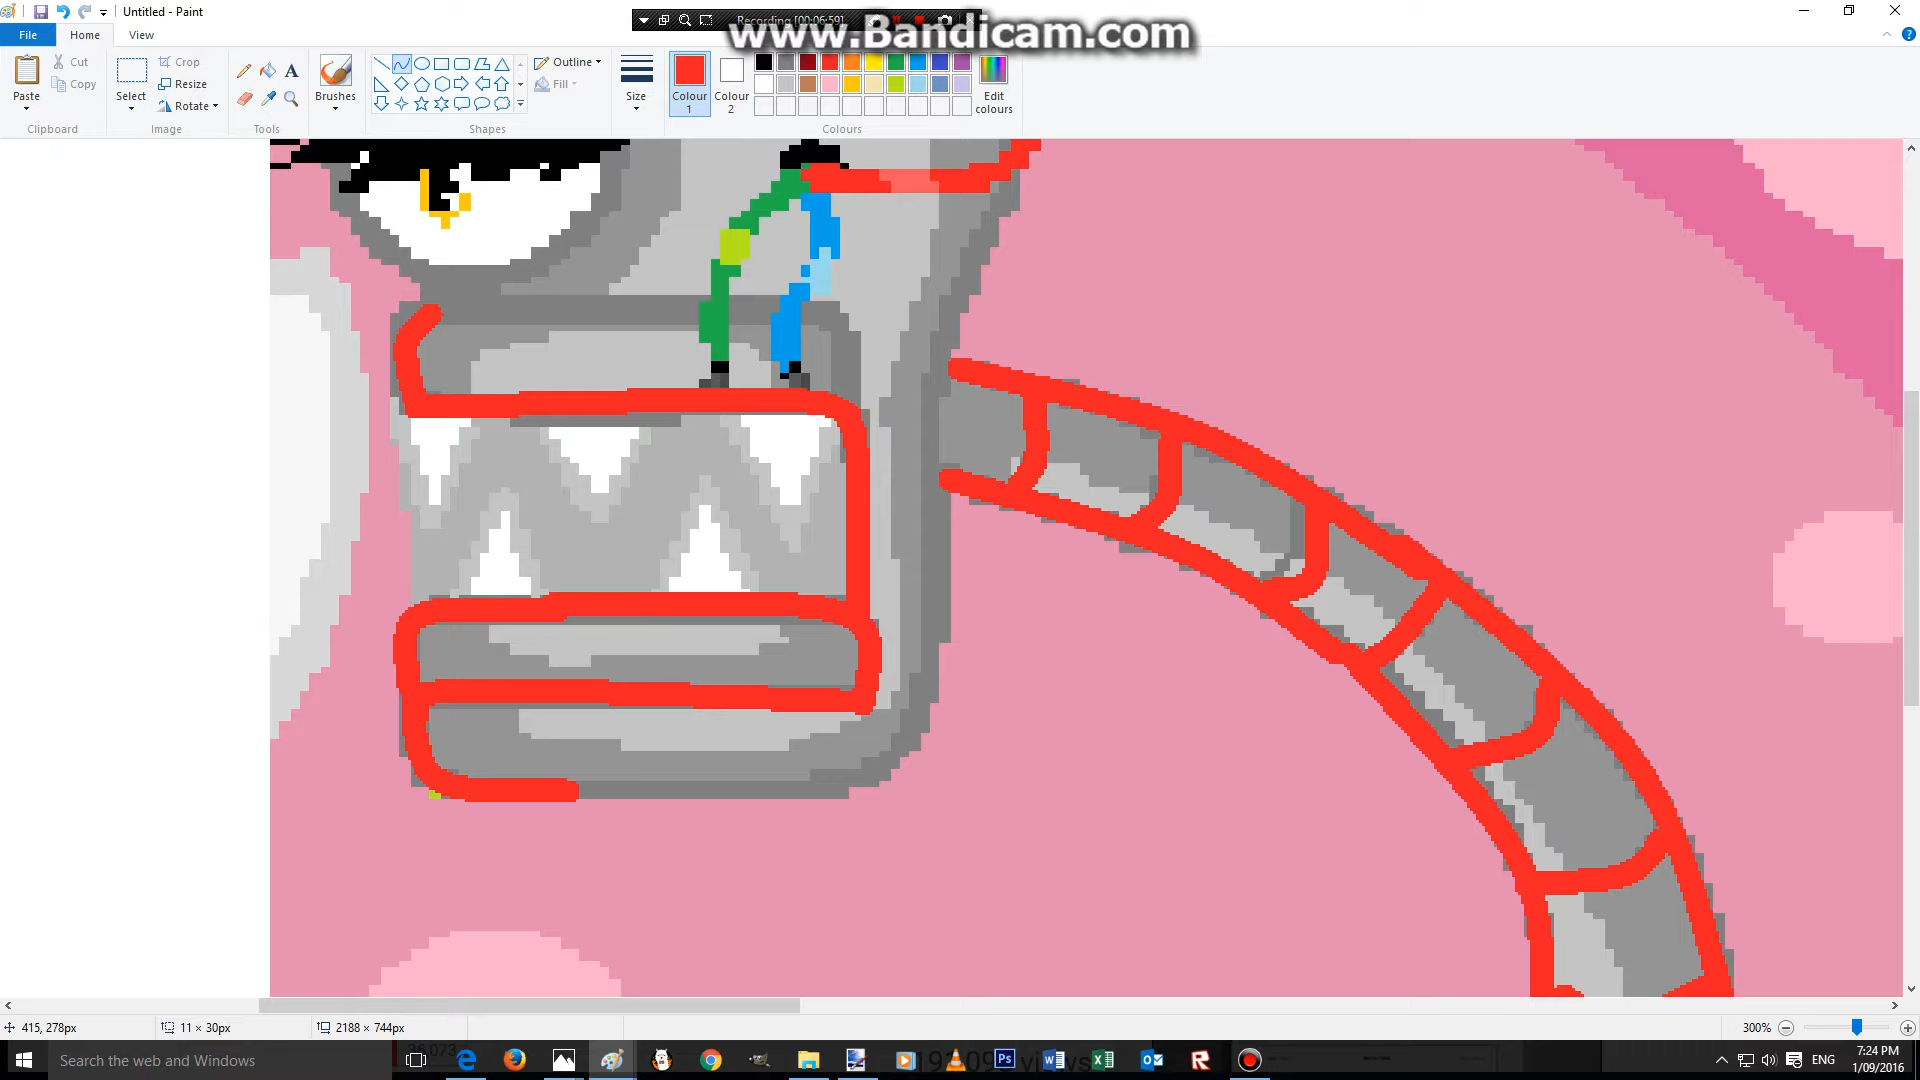 Untitled - Paint
Recording [00:06:59]
www.Bandicam.com
File
Home
View
Paste
Cut
Copy
Clipboard
Select
Crop
Resize
Rotate
Image
Tools
Brushes
Shapes
Outline
Fill
Size
Colour 1
Colour 2
Edit colours
Colours
415, 278px
11 × 30px
2188 × 744px
300%
Search the web and Windows
36,073
ENG
7:24 PM
1/09/2016